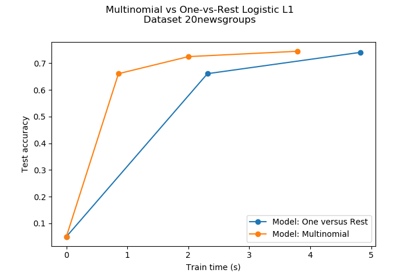 Multinomial vs One-vs-Rest Logistic L1
Dataset 20newsgroups
Test accuracy
0.7
0.6
0.5
0.4
0.3
0.2
0.1
Model: One versus Rest
Model: Multinomial
0 1 2 3 4 5
Train time (s)